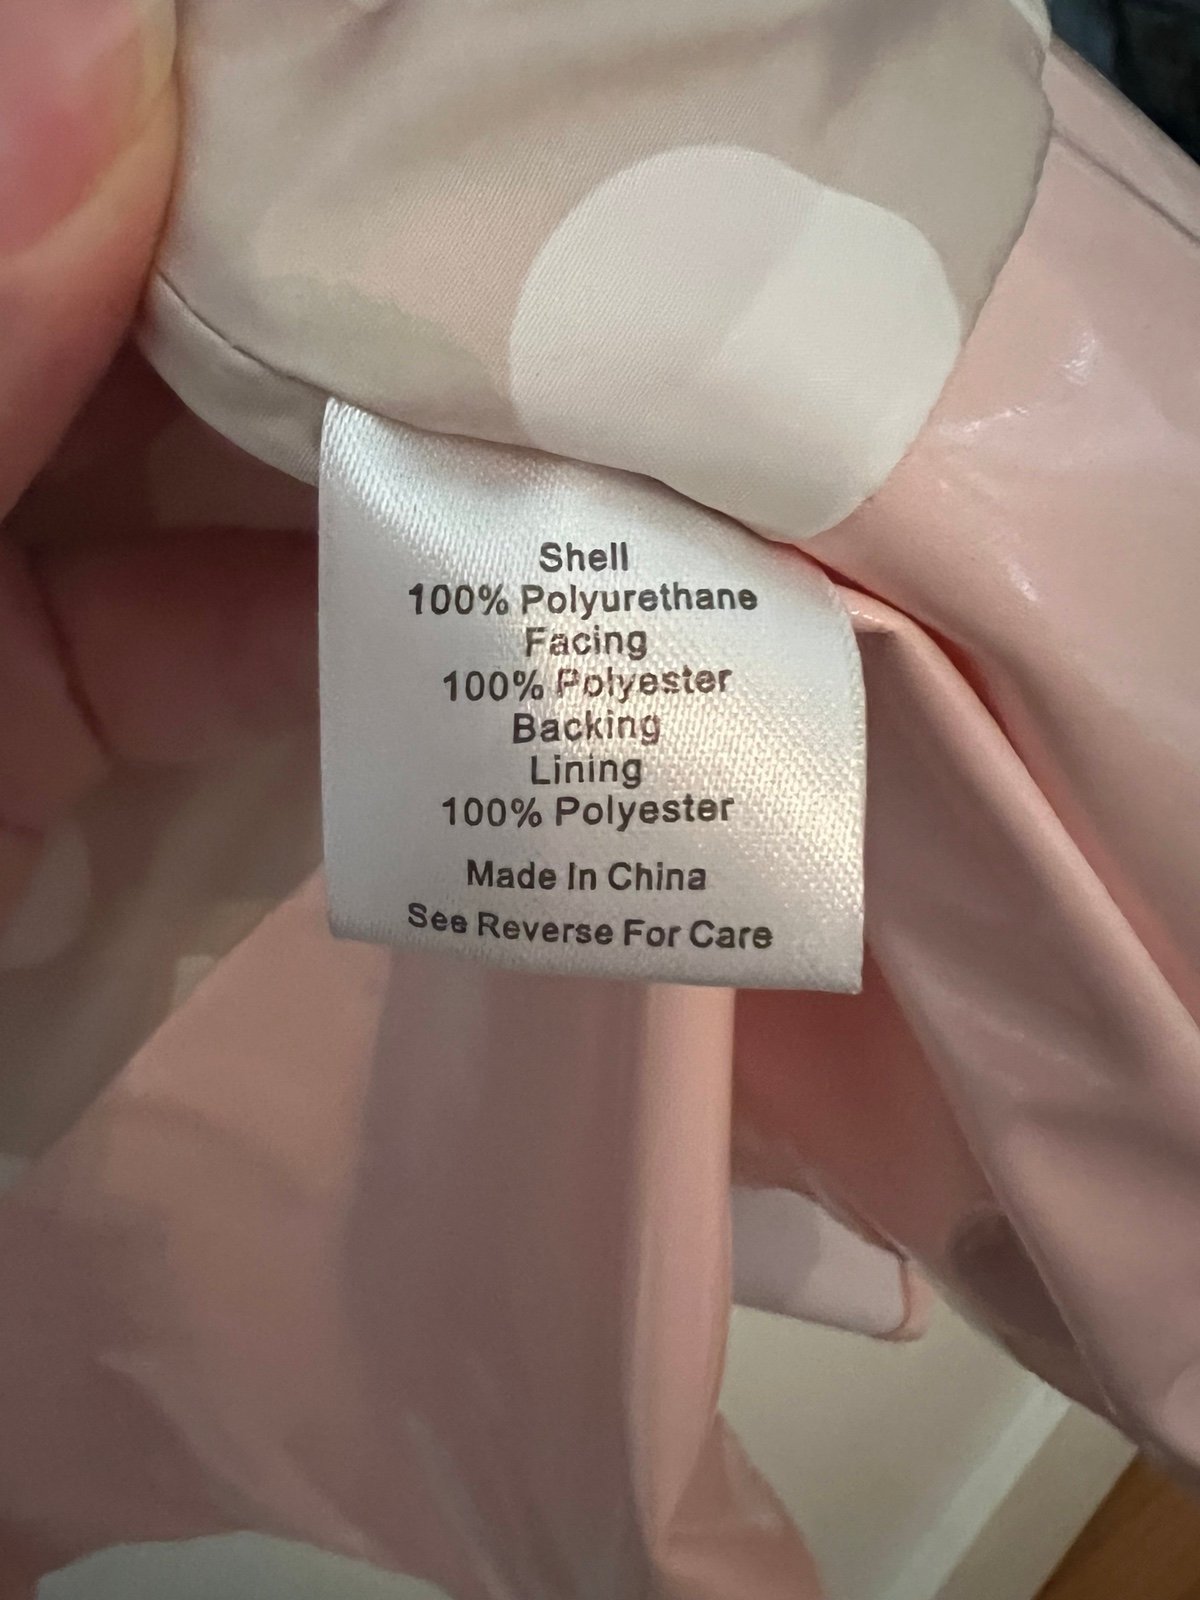 Shell
100% Polyurethane
Facing
100% Polyester
Backing
Lining
100% Polyester
Made In China
See Reverse For Care